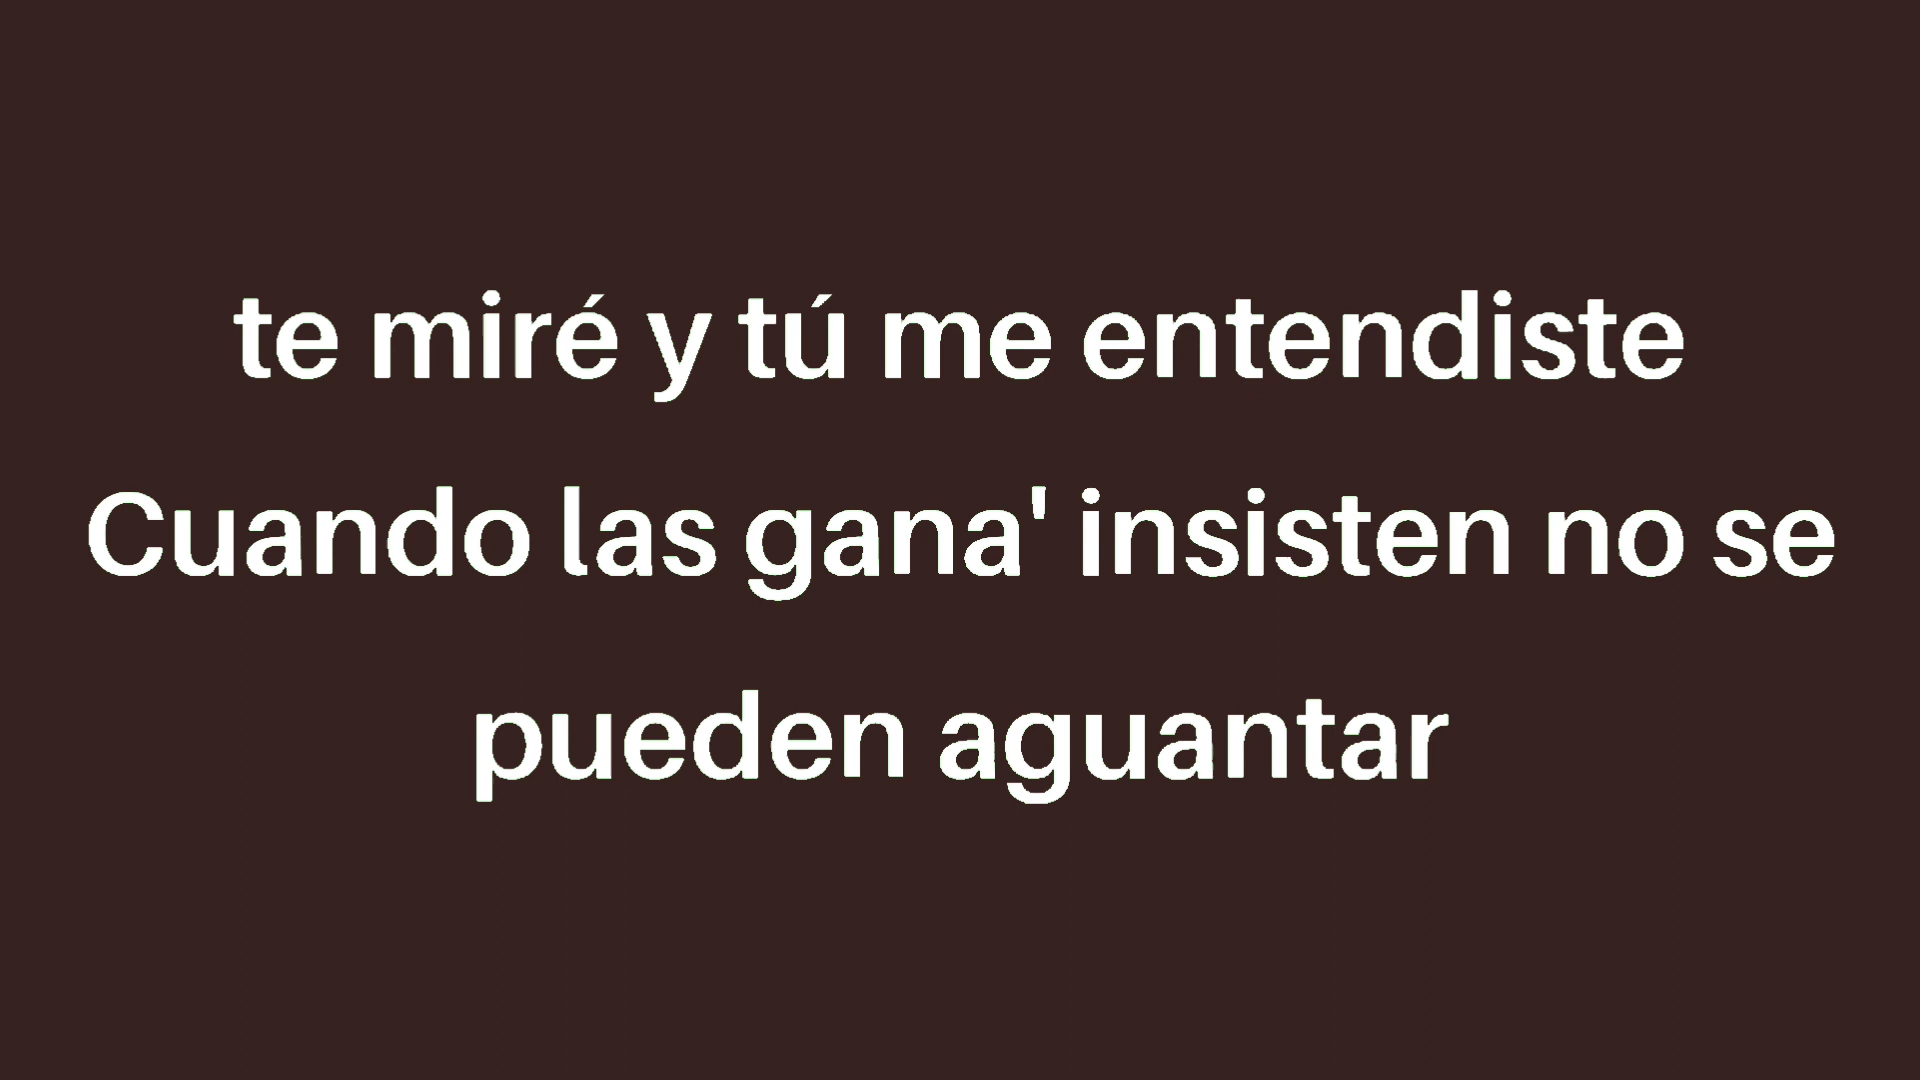 te miré y tú me entendiste
Cuando las gana' insisten no se
pueden aguantar